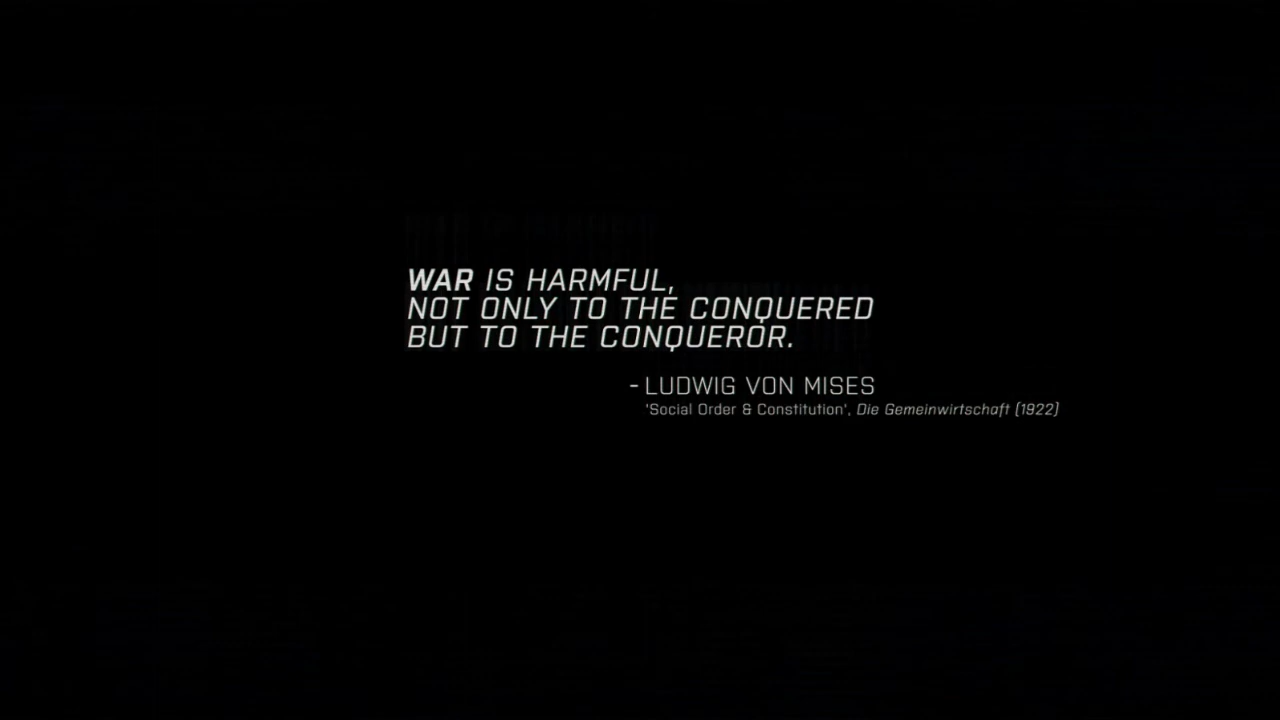 WAR IS HARMFUL,
NOT ONLY TO THE CONQUERED
BUT TO THE CONQUEROR.
- LUDWIG VON MISES
'Social Order & Constitution', Die Gemeinwirtschaft (1922)